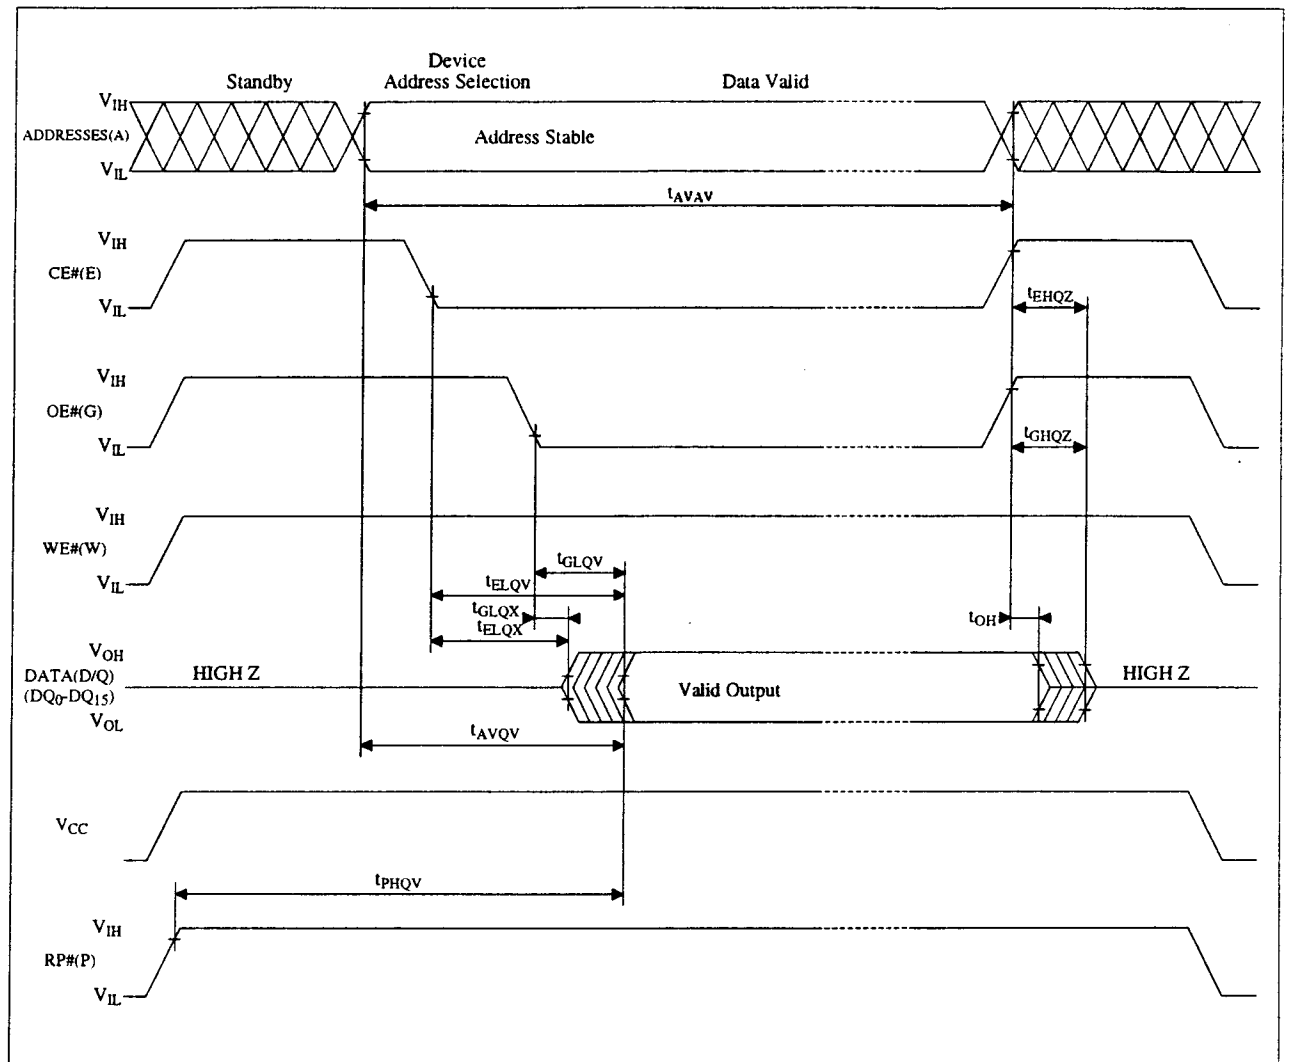 Device
Standby Address Selection Data Valid
VIH
ADDRESSES(A) Address Stable
VIL
tAVAV
VIH
CE#(E)
VIL
tEHQZ
VIH
OE#(G)
VIL
tGHQZ
VIH
WE#(W)
VIL
tGLQV
tELQV
tGLQX
tELQX
tOH
VOH
DATA(D/Q) HIGH Z Valid Output HIGH Z
(DQ0-DQ15)
VOL
tAVQV
VCC
tPHQV
VIH
RP#(P)
VIL